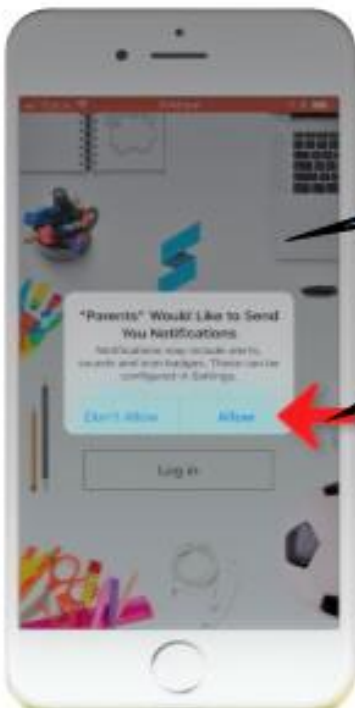 "Parents" Would Like to Send
You Notifications
Notifications may include alerts,
sounds and icon badges. These can be
configured in Settings.
Don't Allow
Allow
Log in